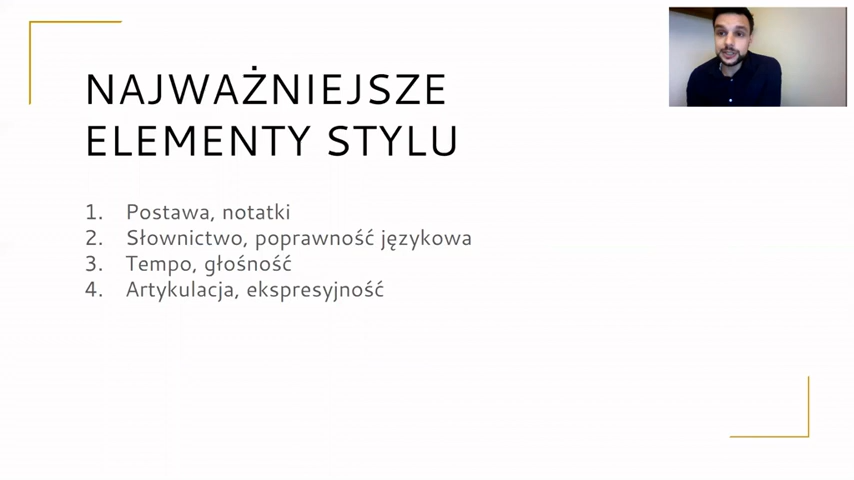 NAJWAŻNIEJSZE
ELEMENTY STYLU
1. Postawa, notatki
2. Słownictwo, poprawność językowa
3. Tempo, głośność
4. Artykulacja, ekspresyjność